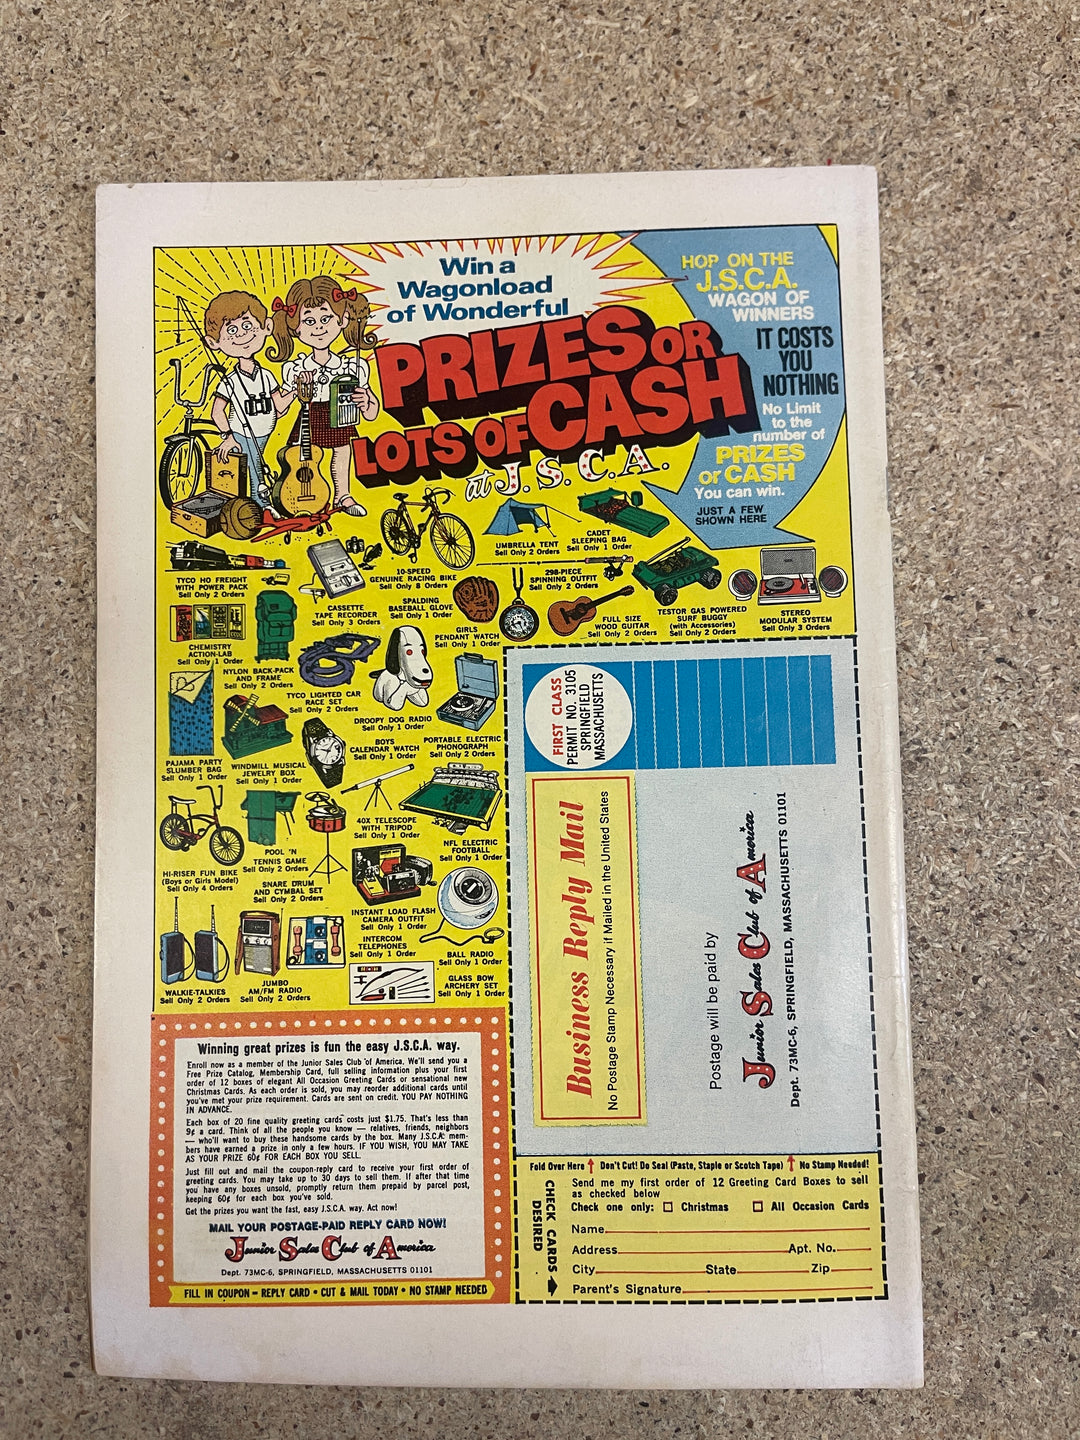 Win a
Wagonload
of Wonderful
PRIZES OR
LOTS OF CASH
at J.S.C.A.
HOP ON THE
J.S.C.A.
WAGON OF
WINNERS
IT COSTS
YOU
NOTHING
No Limit
to the
number of
PRIZES
or CASH
You can win.
JUST A FEW
SHOWN HERE
UMBRELLA TENT
Sell Only 2 Orders
CADET
SLEEPING BAG
Sell Only 1 Order
TYCO HO FREIGHT
WITH POWER PACK
Sell Only 2 Orders
CASSETTE
TAPE RECORDER
Sell Only 3 Orders
10-SPEED
GENUINE RACING BIKE
Sell Only 8 Orders
SPALDING
BASEBALL GLOVE
Sell Only 1 Order
298-PIECE
SPINNING OUTFIT
Sell Only 2 Orders
GIRLS
PENDANT WATCH
Sell Only 1 Order
FULL SIZE
WOOD GUITAR
Sell Only 2 Orders
TESTOR GAS POWERED
SURF BUGGY
(with Accessories)
Sell Only 2 Orders
STEREO
MODULAR SYSTEM
Sell Only 3 Orders
CHEMISTRY
ACTION-LAB
Sell Only 1 Order
NYLON BACK-PACK
AND FRAME
Sell Only 2 Orders
TYCO LIGHTED CAR
RACE SET
Sell Only 2 Orders
DROOPY DOG RADIO
Sell Only 1 Order
PAJAMA PARTY
SLUMBER BAG
Sell Only 1 Order
WINDMILL MUSICAL
JEWELRY BOX
Sell Only 1 Order
BOYS
CALENDAR WATCH
Sell Only 1 Order
PORTABLE ELECTRIC
PHONOGRAPH
Sell Only 2 Orders
40X TELESCOPE
WITH TRIPOD
Sell Only 1 Order
NFL ELECTRIC
FOOTBALL
Sell Only 1 Order
HI-RISER FUN BIKE
(Boys or Girls Model)
Sell Only 4 Orders
POOL 'N
TENNIS GAME
Sell Only 2 Orders
SNARE DRUM
AND CYMBAL SET
Sell Only 2 Orders
INSTANT LOAD FLASH
CAMERA OUTFIT
Sell Only 1 Order
INTERCOM
TELEPHONES
Sell Only 1 Order
BALL RADIO
Sell Only 1 Order
WALKIE-TALKIES
Sell Only 2 Orders
JUMBO
AM/FM RADIO
Sell Only 2 Orders
GLASS BOW
ARCHERY SET
Sell Only 1 Order
FIRST CLASS
PERMIT NO. 3105
SPRINGFIELD
MASSACHUSETTS
Business Reply Mail
No Postage Stamp Necessary if Mailed in the United States
Postage will be paid by
Junior Sales Club of America
Dept. 73MC-6, SPRINGFIELD, MASSACHUSETTS 01101
Winning great prizes is fun the easy J.S.C.A. way.
Enroll now as a member of the Junior Sales Club of America. We'll send you a
Free Prize Catalog, Membership Card, full selling information plus your first
order of 12 boxes of elegant All Occasion Greeting Cards or sensational new
Christmas Cards. As each order is sold, you may reorder additional cards until
you've met your prize requirement. Cards are sent on credit. YOU PAY NOTHING
IN ADVANCE.
Each box of 20 fine quality greeting cards costs just $1.75. That's less than
9¢ a card. Think of all the people you know — relatives, friends, neighbors
— who'll want to buy these handsome cards by the box. Many J.S.C.A. mem-
bers have earned a prize in only a few hours. IF YOU WISH, YOU MAY TAKE
AS YOUR PRIZE 60¢ FOR EACH BOX YOU SELL.
Just fill out and mail the coupon-reply card to receive your first order of
greeting cards. You may take up to 30 days to sell them. If after that time
you have any boxes unsold, promptly return them prepaid by parcel post,
keeping 60¢ for each box you've sold.
Get the prizes you want the fast, easy J.S.C.A. way. Act now!
MAIL YOUR POSTAGE-PAID REPLY CARD NOW!
Junior Sales Club of America
Dept. 73MC-6, SPRINGFIELD, MASSACHUSETTS 01101
FILL IN COUPON - REPLY CARD • CUT & MAIL TODAY • NO STAMP NEEDED
Fold Over Here Don't Cut! Do Seal (Paste, Staple or Scotch Tape) No Stamp Needed!
CHECK CARDS
DESIRED
Send me my first order of 12 Greeting Card Boxes to sell
as checked below
Check one only: Christmas All Occasion Cards
Name
Address Apt. No.
City State Zip
Parent's Signature